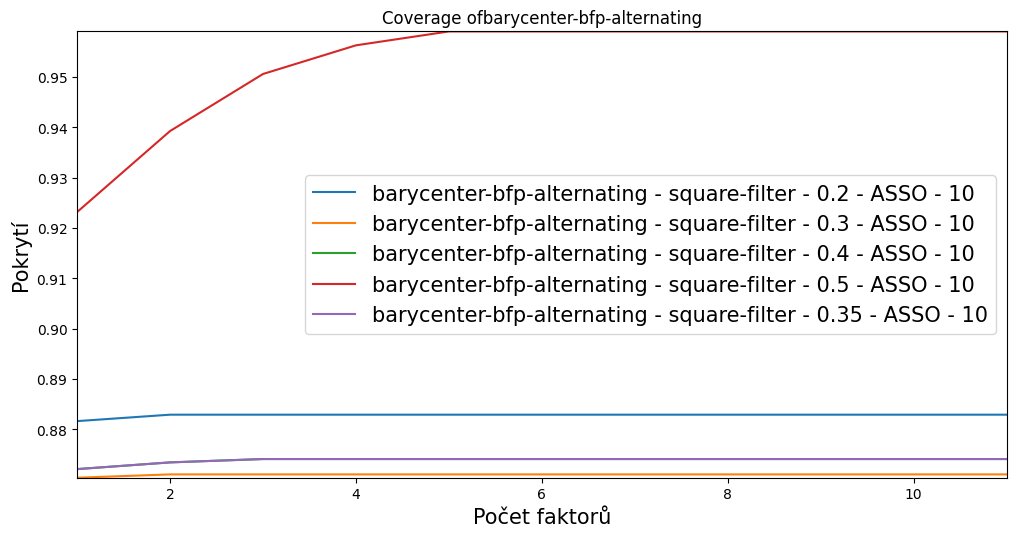 Coverage ofbarycenter-bfp-alternating
Pokrytí
0.95
0.94
0.93
0.92
0.91
0.90
0.89
0.88
barycenter-bfp-alternating - square-filter - 0.2 - ASSO - 10
barycenter-bfp-alternating - square-filter - 0.3 - ASSO - 10
barycenter-bfp-alternating - square-filter - 0.4 - ASSO - 10
barycenter-bfp-alternating - square-filter - 0.5 - ASSO - 10
barycenter-bfp-alternating - square-filter - 0.35 - ASSO - 10
2 4 6 8 10
Počet faktorů